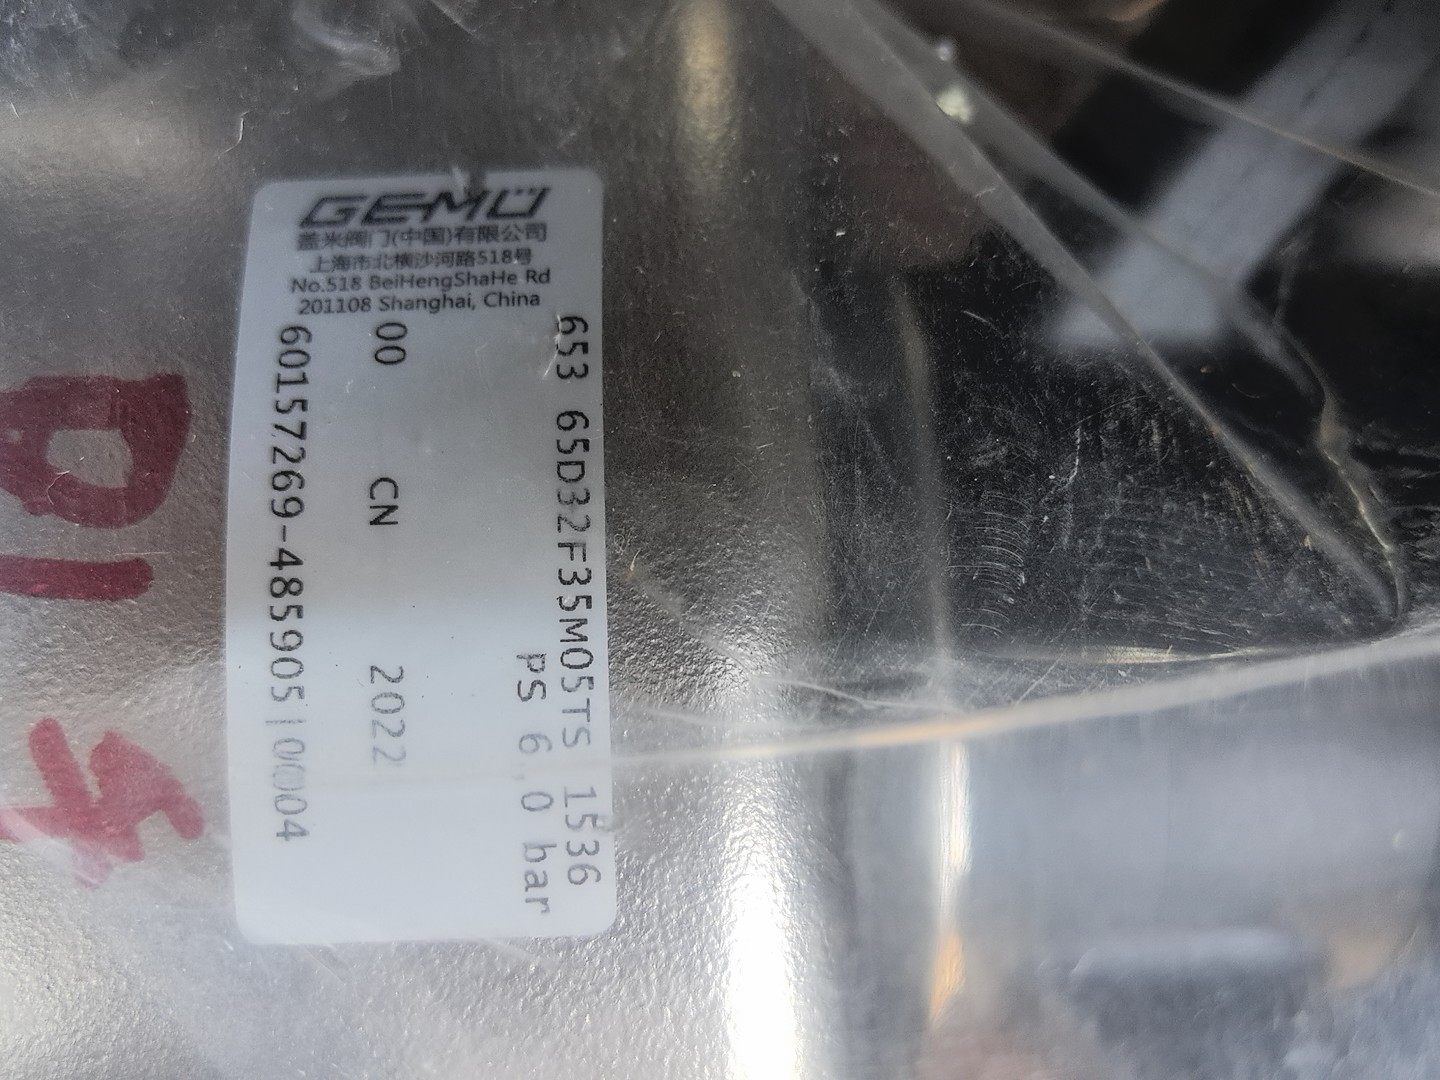 GEMÜ
盖米阀门(中国)有限公司
上海市北横沙河路518号
No.518 BeiHengShaHe Rd
201108 Shanghai, China
653 65D32F35M05TS 1536
PS 6,0 bar
00 CN 2022
60157269-4859051|0004